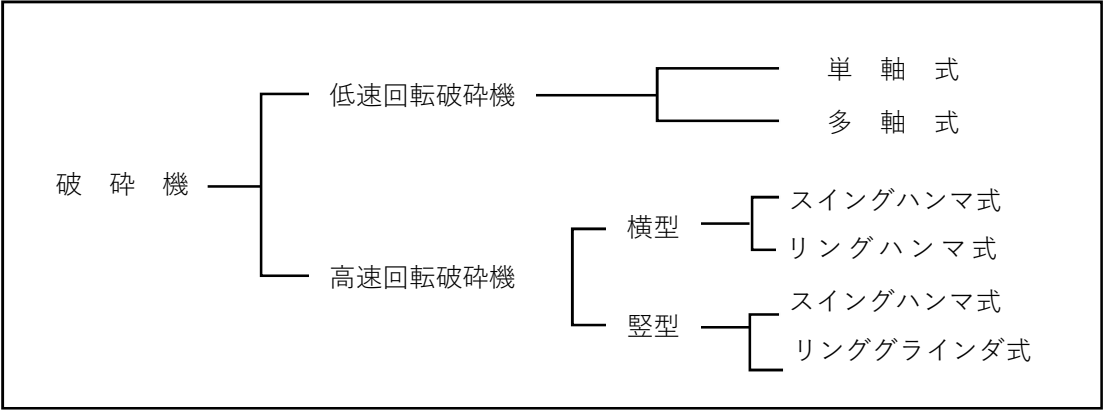 単軸式
低速回転破砕機
多軸式
破砕機
スイングハンマ式
横型
リングハンマ式
高速回転破砕機
スイングハンマ式
竪型
リンググラインダ式